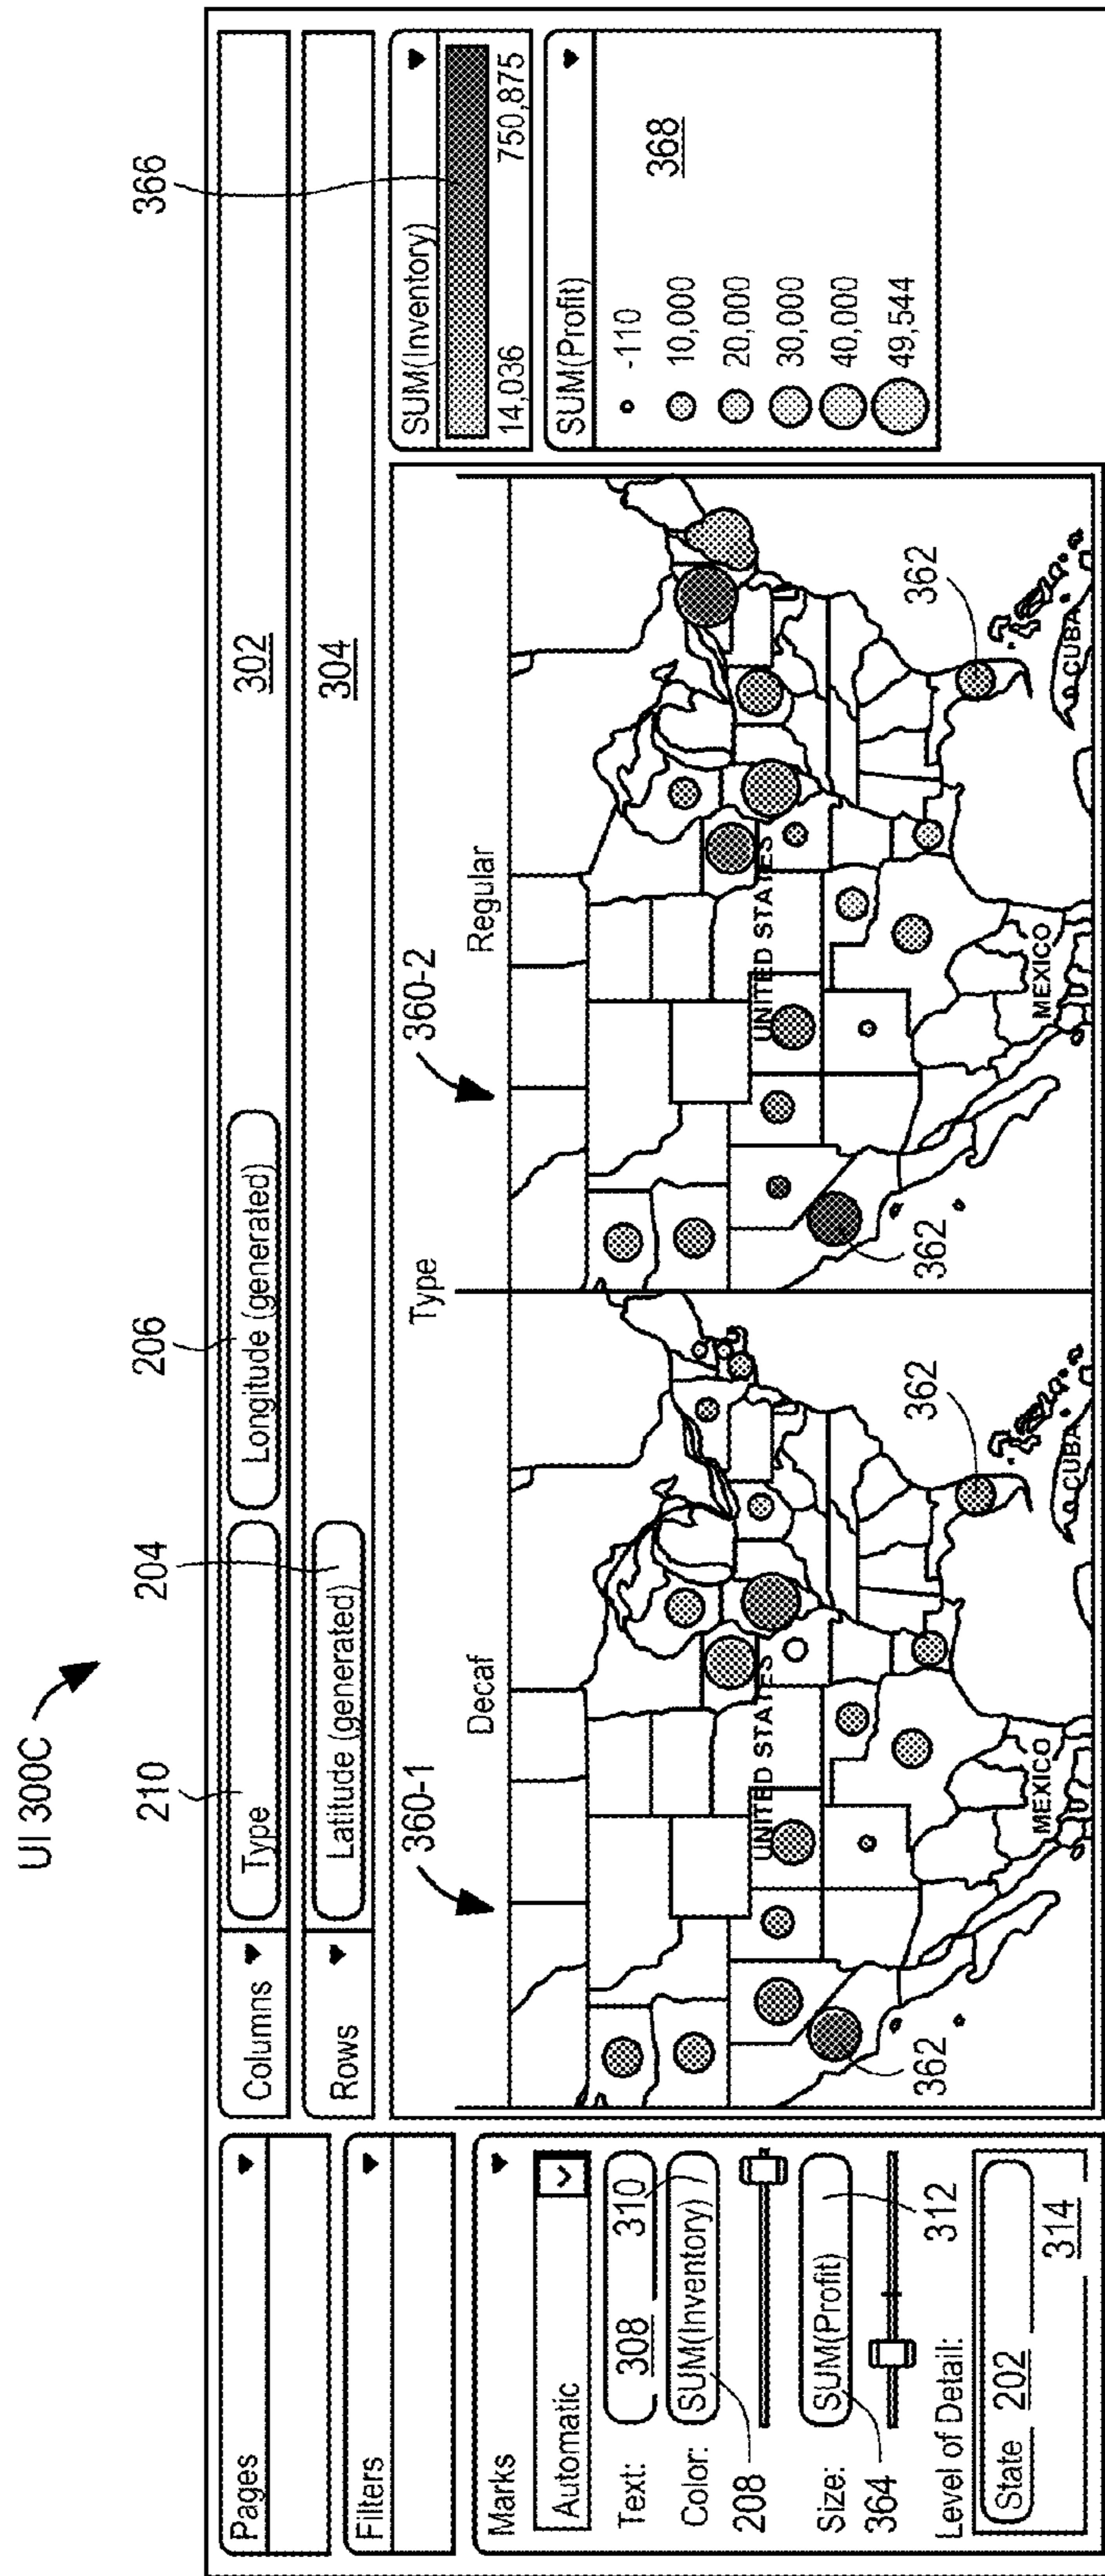 UI 300C
210
204
206
366
Pages
Filters
Marks
Automatic
Text:
308
310
Color:
SUM(Inventory)
208
Size:
SUM(Profit)
364
312
Level of Detail:
State 202
314
Columns
Type
Longitude (generated)
302
Rows
Latitude (generated)
304
Type
360-1
Decaf
360-2
Regular
UNITED STATES
MEXICO
CUBA
362
362
UNITED STATES
MEXICO
CUBA
362
362
SUM(Inventory)
14,036
750,875
SUM(Profit)
-110
10,000
20,000
30,000
40,000
49,544
368